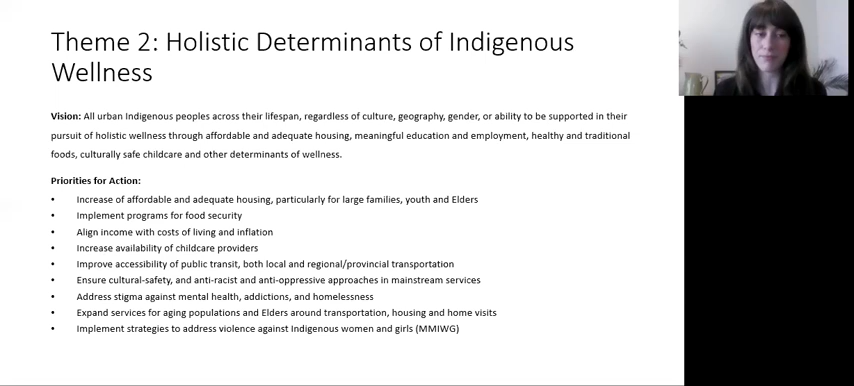 Theme 2: Holistic Determinants of Indigenous
Wellness
Vision: All urban Indigenous peoples across their lifespan, regardless of culture, geography, gender, or ability to be supported in their
pursuit of holistic wellness through affordable and adequate housing, meaningful education and employment, healthy and traditional
foods, culturally safe childcare and other determinants of wellness.
Priorities for Action:
• Increase of affordable and adequate housing, particularly for large families, youth and Elders
• Implement programs for food security
• Align income with costs of living and inflation
• Increase availability of childcare providers
• Improve accessibility of public transit, both local and regional/provincial transportation
• Ensure cultural-safety, and anti-racist and anti-oppressive approaches in mainstream services
• Address stigma against mental health, addictions, and homelessness
• Expand services for aging populations and Elders around transportation, housing and home visits
• Implement strategies to address violence against Indigenous women and girls (MMIWG)